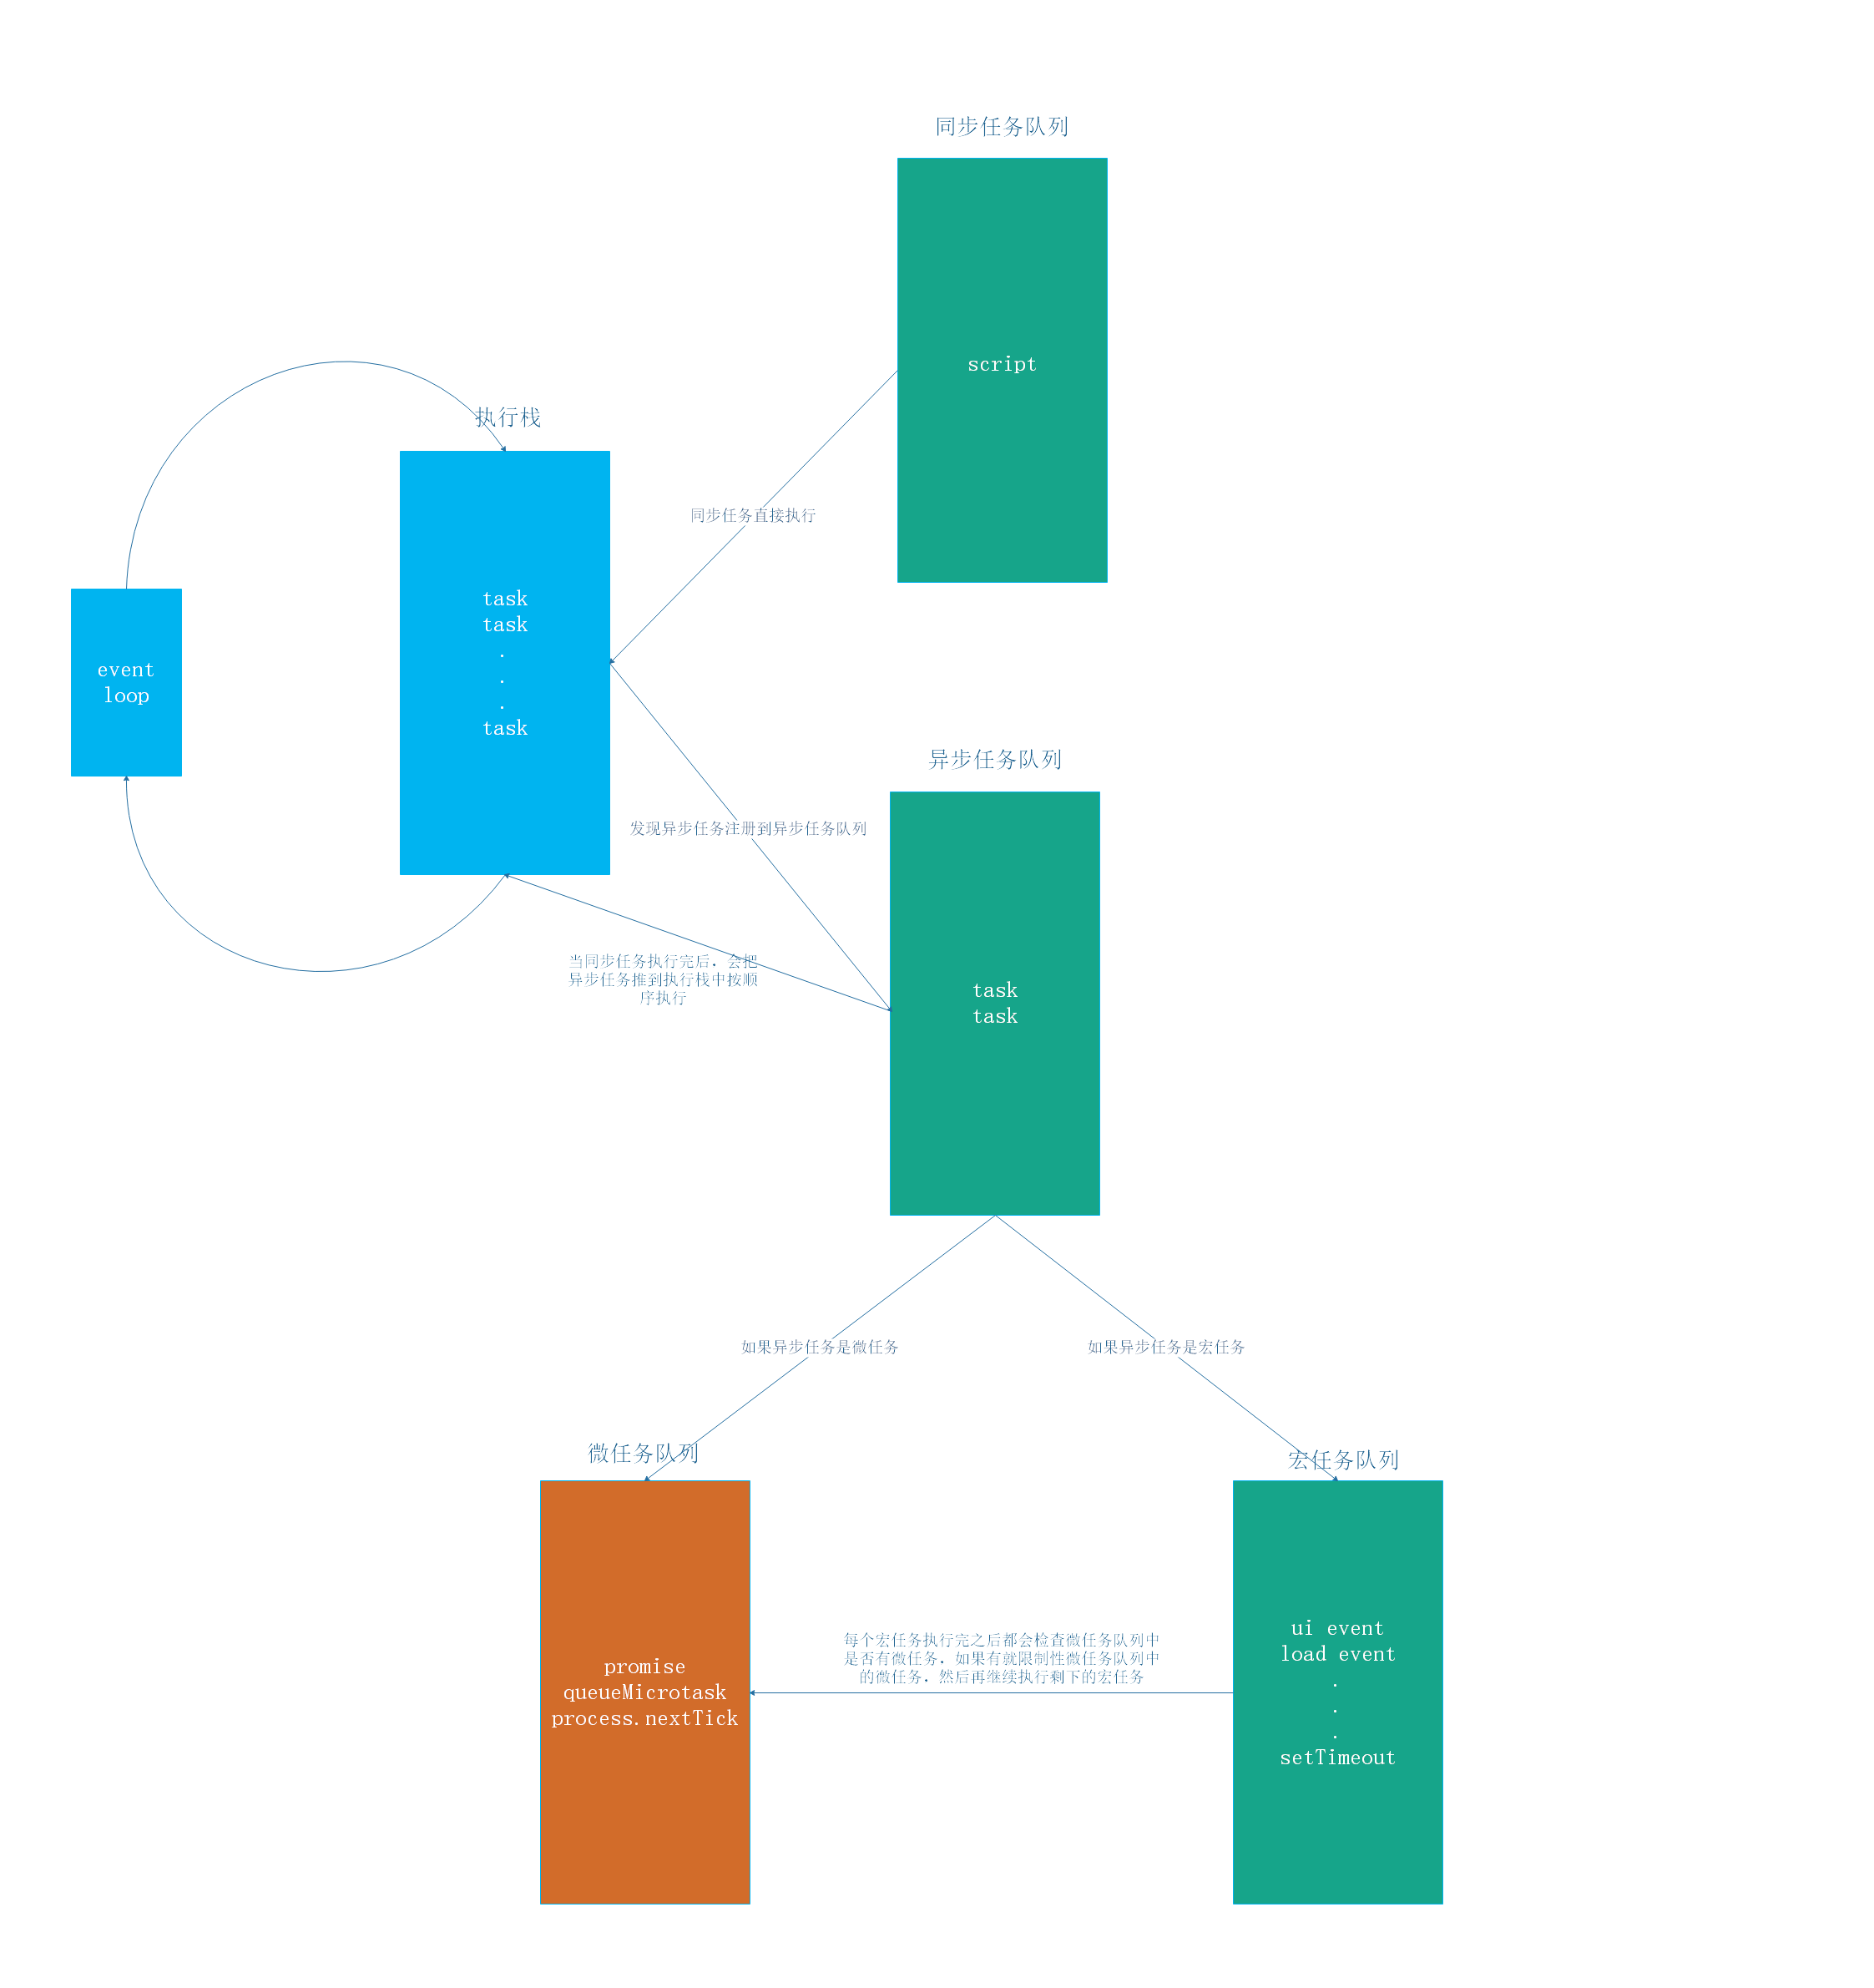 同步任务队列
script
执行栈
同步任务直接执行
task
task
.
.
.
task
event
loop
异步任务队列
发现异步任务注册到异步任务队列
当同步任务执行完后．会把
异步任务推到执行栈中按顺
序执行
task
task
如果异步任务是微任务
如果异步任务是宏任务
微任务队列
宏任务队列
每个宏任务执行完之后都会检查微任务队列中
是否有微任务．如果有就限制性微任务队列中
的微任务．然后再继续执行剩下的宏任务
promise
queueMicrotask
process.nextTick
ui event
load event
.
.
.
setTimeout